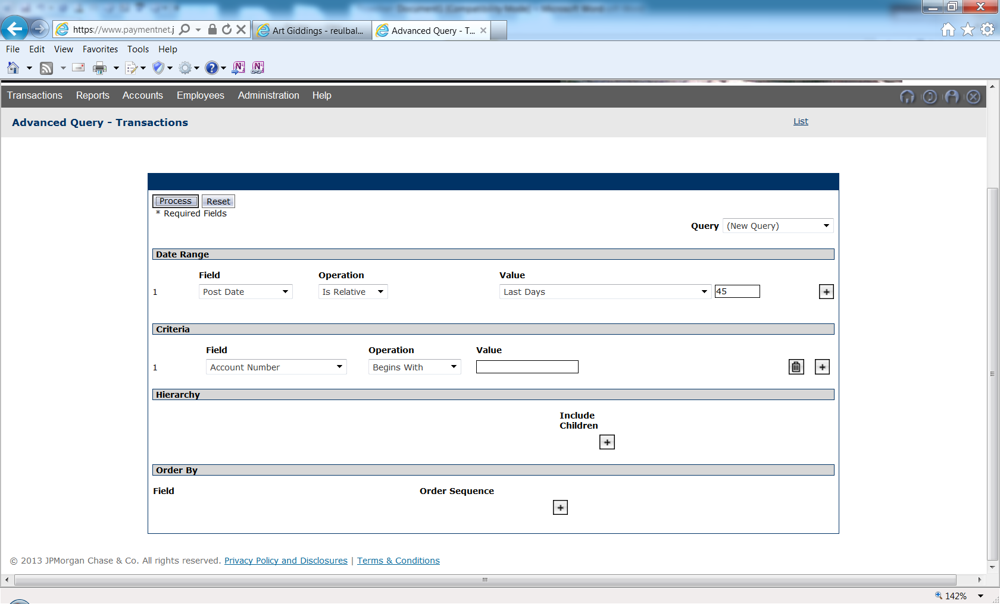 https://www.paymentnet.j
Art Giddings - reulbal...
Advanced Query - T...
File Edit View Favorites Tools Help
Transactions Reports Accounts Employees Administration Help
Advanced Query - Transactions
List
Process Reset
* Required Fields
Query (New Query)
Date Range
Field Operation Value
1 Post Date Is Relative Last Days 45
Criteria
Field Operation Value
1 Account Number Begins With
Hierarchy
Include
Children
Order By
Field Order Sequence
© 2013 JPMorgan Chase & Co. All rights reserved. Privacy Policy and Disclosures | Terms & Conditions
142%